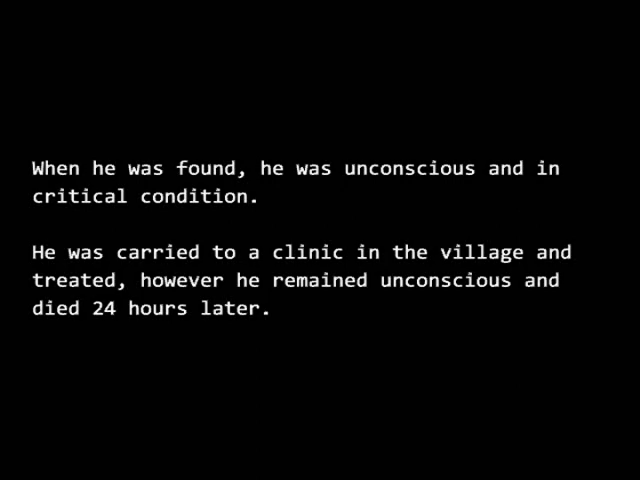 When he was found, he was unconscious and in
critical condition.
He was carried to a clinic in the village and
treated, however he remained unconscious and
died 24 hours later.